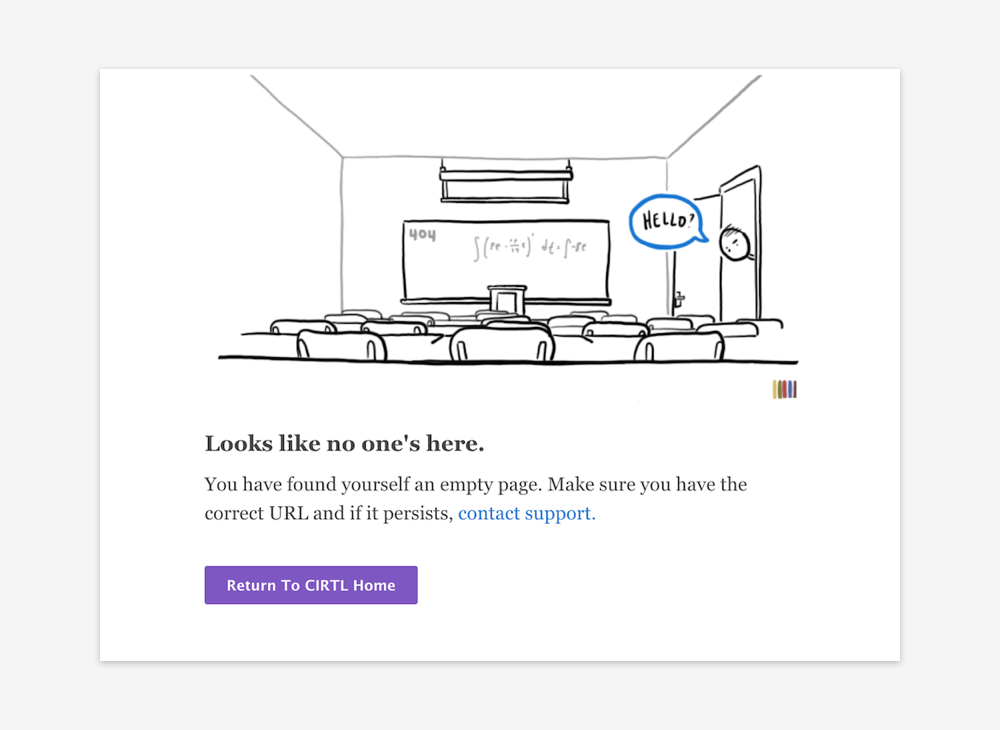 HELLO?
404
Looks like no one's here.
You have found yourself an empty page. Make sure you have the
correct URL and if it persists, contact support.
Return To CIRTL Home